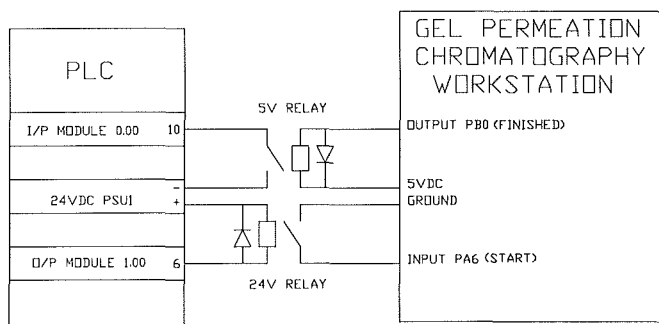 GEL PERMEATION
CHROMATOGRAPHY
WORKSTATION
PLC
5V RELAY
I/P MODULE 0.00 10
OUTPUT PB0 (FINISHED)
-
5VDC
24VDC PSU1 +
GROUND
O/P MODULE 1.00 6
INPUT PA6 (START)
24V RELAY